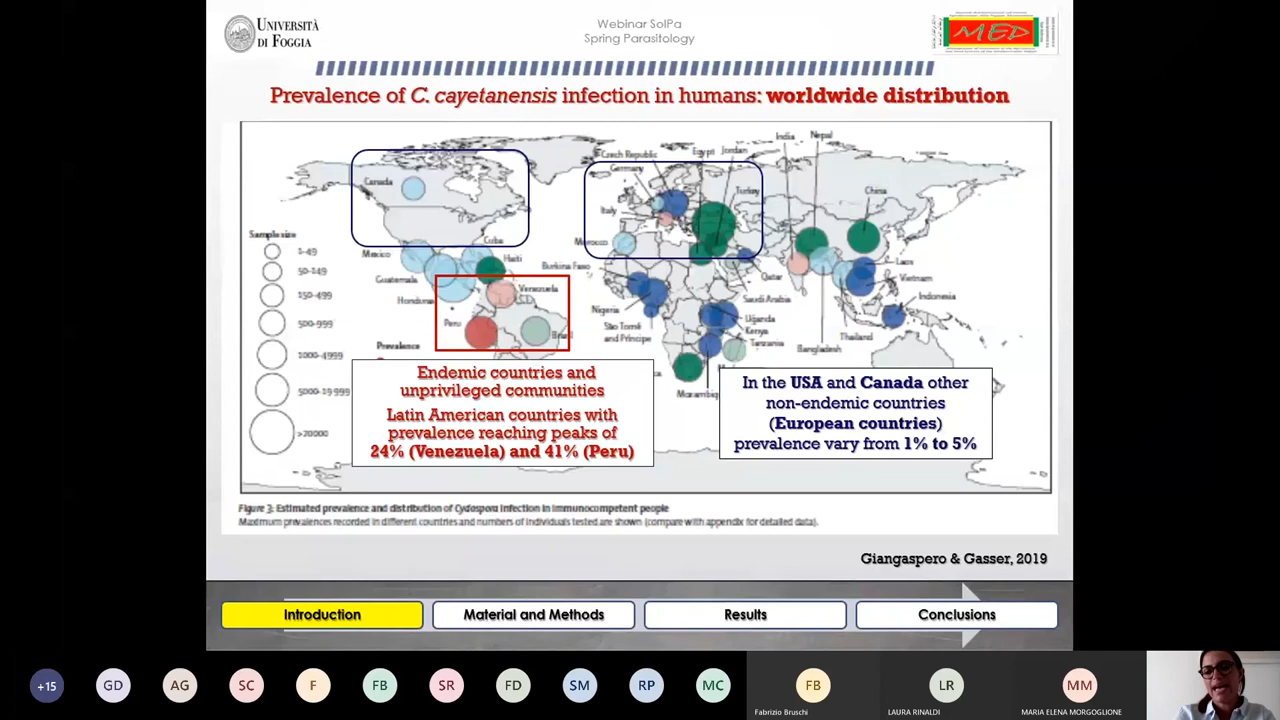 UNIVERSITÀ
DI FOGGIA
Webinar SoIPa
Spring Parasitology
MED
Prevalence of C. cayetanensis infection in humans: worldwide distribution
India
Nepal
Czech Republic
Egypt
Jordan
Germany
Canada
Turkey
China
Italy
Sample size
Cuba
Morocco
1-49
Mexico
Haiti
Burkina Faso
Laos
50-149
Guatemala
Qatar
Vietnam
150-499
Honduras
Venezuela
Saudi Arabia
Indonesia
Nigeria
500-999
Peru
Brazil
São Tomé
and Príncipe
Uganda
Kenya
Tanzania
Thailand
Bangladesh
1000-4999
Prevalence
5000-19 999
>20000
Endemic countries and
unprivileged communities
Latin American countries with
prevalence reaching peaks of
24% (Venezuela) and 41% (Peru)
In the USA and Canada other
non-endemic countries
(European countries)
prevalence vary from 1% to 5%
Figure 3: Estimated prevalence and distribution of Cyclospora infection in immunocompetent people
Maximum prevalences recorded in different countries and numbers of individuals tested are shown (compare with appendix for detailed data).
Giangaspero & Gasser, 2019
Introduction
Material and Methods
Results
Conclusions
+15
GD
AG
SC
F
FB
SR
FD
SM
RP
MC
FB
LR
MM
Fabrizio Bruschi
LAURA RINALDI
MARIA ELENA MORGOGLIONE